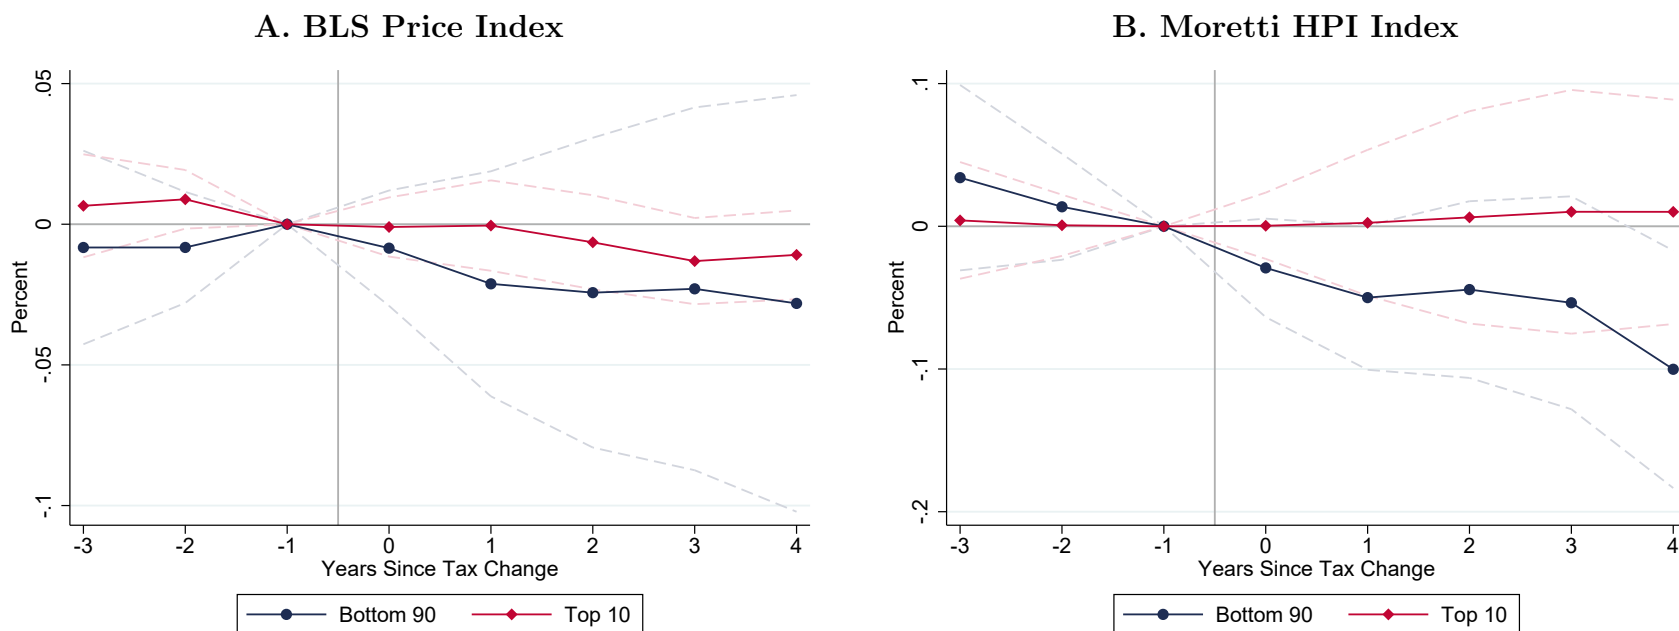 A. BLS Price Index
.05
0
-.05
-.1
Percent
-3 -2 -1 0 1 2 3 4
Years Since Tax Change
Bottom 90 Top 10
B. Moretti HPI Index
.1
0
-.1
-.2
Percent
-3 -2 -1 0 1 2 3 4
Years Since Tax Change
Bottom 90 Top 10